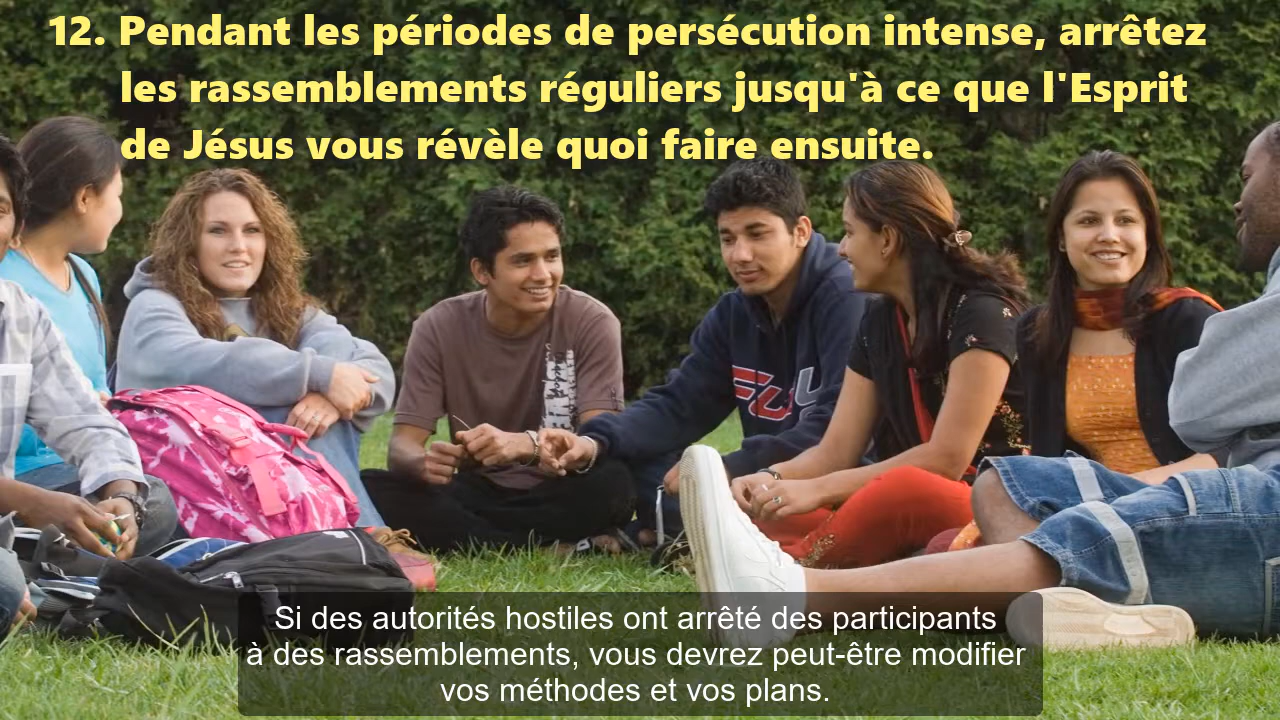 12. Pendant les périodes de persécution intense, arrêtez
les rassemblements réguliers jusqu'à ce que l'Esprit
de Jésus vous révèle quoi faire ensuite.
Si des autorités hostiles ont arrêté des participants
à des rassemblements, vous devrez peut-être modifier
vos méthodes et vos plans.